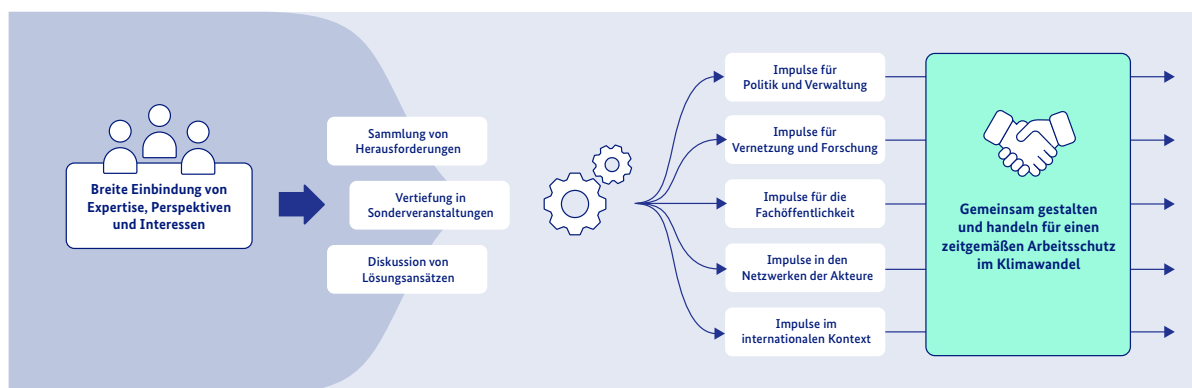 Breite Einbindung von
Expertise, Perspektiven
und Interessen
Sammlung von
Herausforderungen
Vertiefung in
Sonderveranstaltungen
Diskussion von
Lösungsansätzen
Impulse für
Politik und Verwaltung
Impulse für
Vernetzung und Forschung
Impulse für die
Fachöffentlichkeit
Impulse in den
Netzwerken der Akteure
Impulse im
internationalen Kontext
Gemeinsam gestalten
und handeln für einen
zeitgemäßen Arbeitsschutz
im Klimawandel